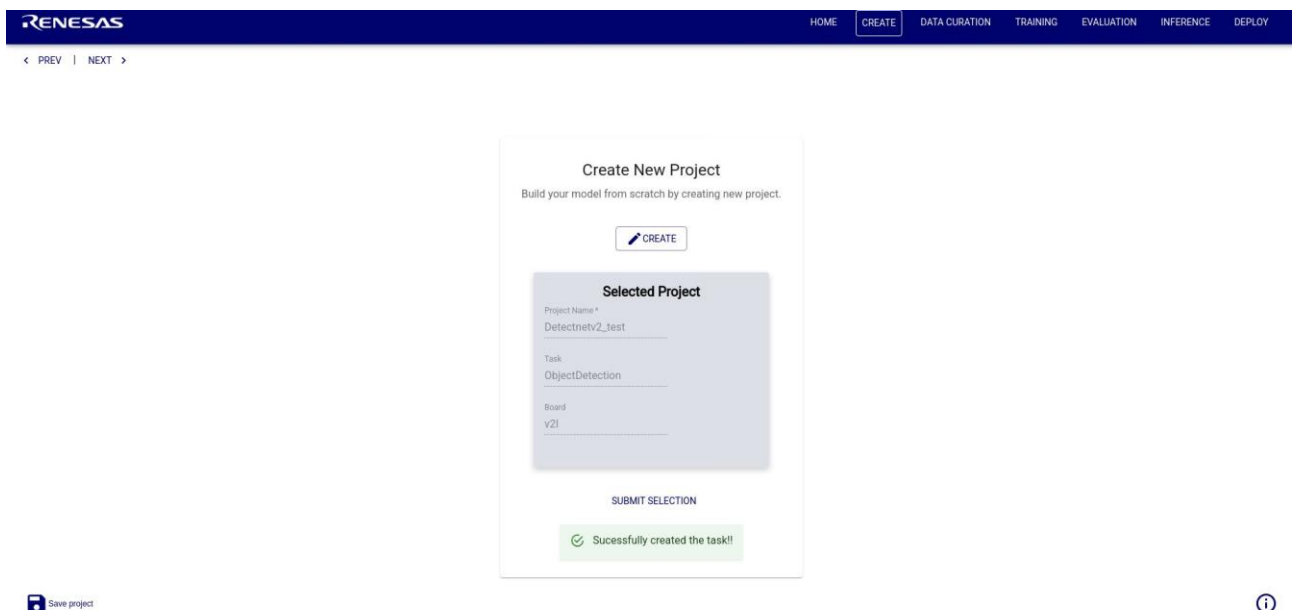 RENESAS
HOME CREATE DATA CURATION TRAINING EVALUATION INFERENCE DEPLOY
< PREV | NEXT >
Create New Project
Build your model from scratch by creating new project.
CREATE
Selected Project
Project Name *
Detectnetv2_test
Task
ObjectDetection
Board
v2l
SUBMIT SELECTION
Sucessfully created the task!!
Save project